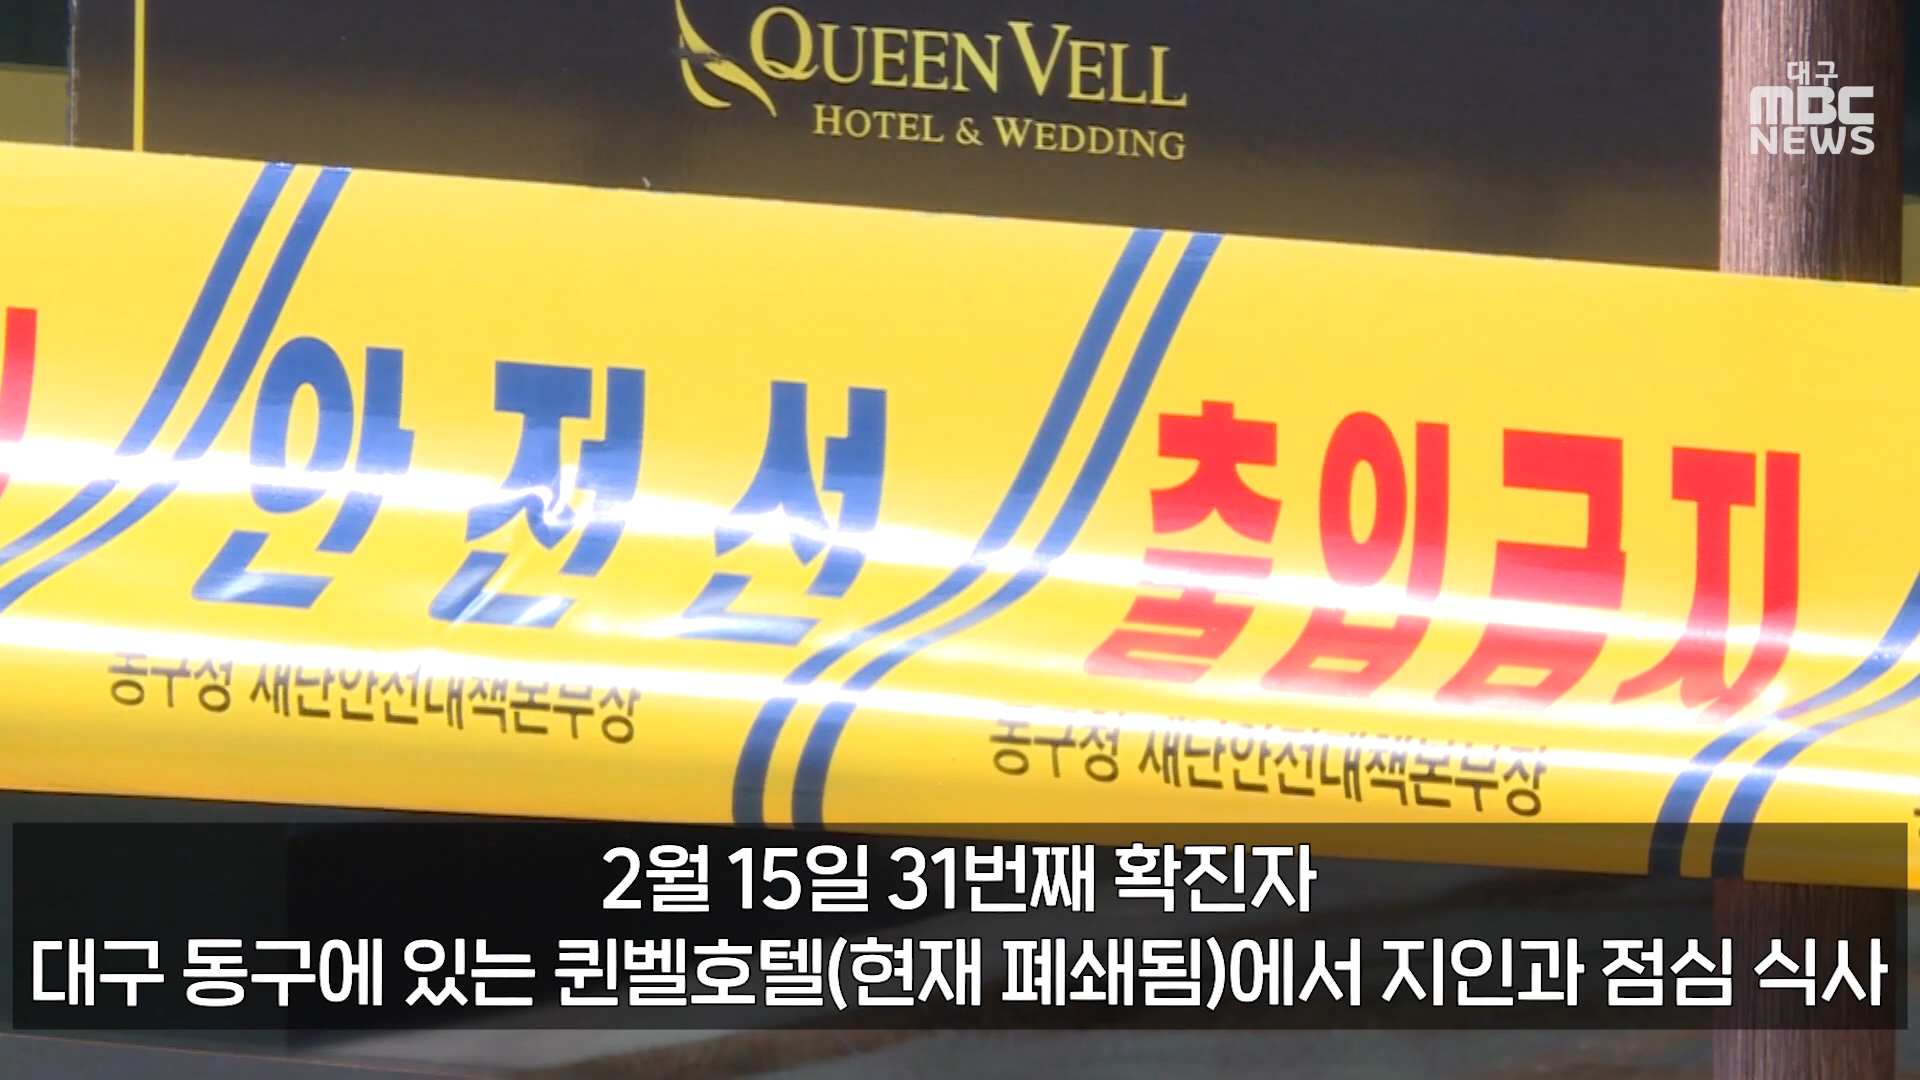 QUEEN VELL
HOTEL & WEDDING
대구
MBC
NEWS
안전선
출입금지
동구청 재난안전대책본부장
동구청 재난안전대책본부장
2월 15일 31번째 확진자
대구 동구에 있는 퀸벨호텔(현재 폐쇄됨)에서 지인과 점심 식사